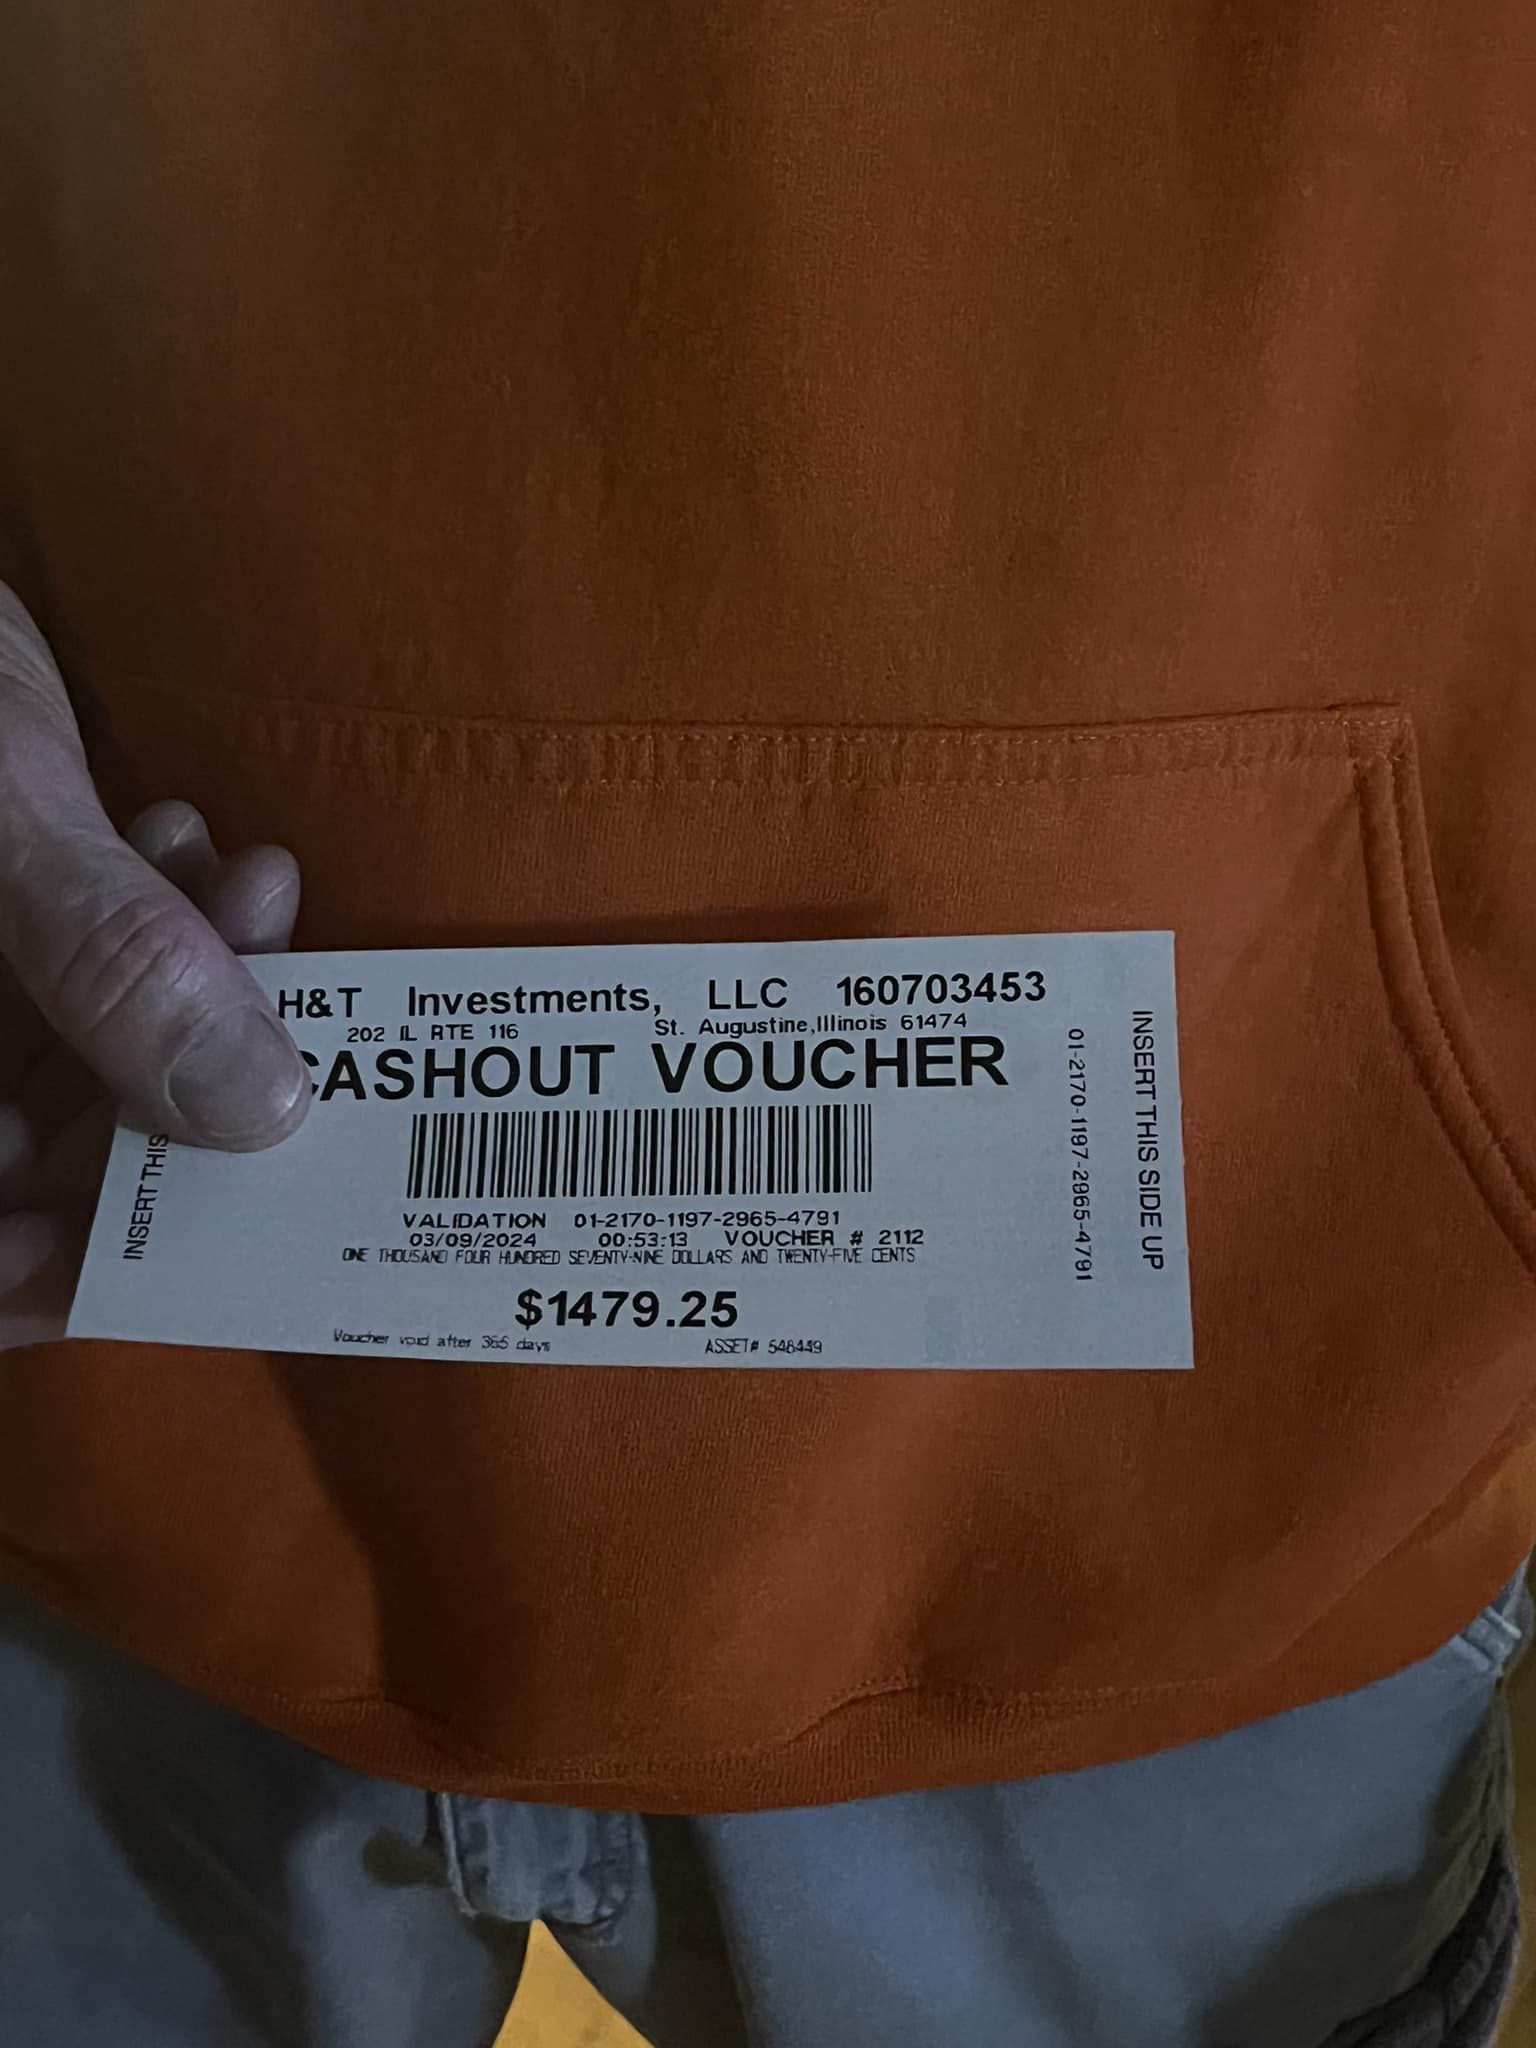 H&T Investments, LLC 160703453
202 IL RTE 116 St. Augustine, Illinois 61474
CASHOUT VOUCHER
VALIDATION 01-2170-1197-2965-4791
03/09/2024 00:53:13 VOUCHER # 2112
ONE THOUSAND FOUR HUNDRED SEVENTY-NINE DOLLARS AND TWENTY-FIVE CENTS
$1479.25
Voucher void after 365 days ASSET# 548449
INSERT THIS
01-2170-1197-2965-4791
INSERT THIS SIDE UP